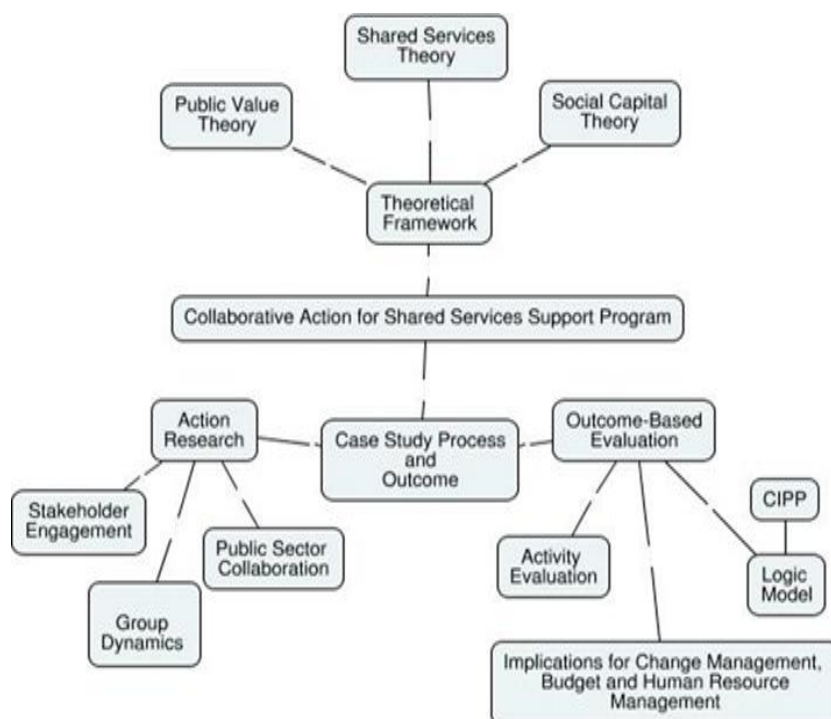 Shared Services
Theory
Public Value
Theory
Social Capital
Theory
Theoretical
Framework
Collaborative Action for Shared Services Support Program
Action
Research
Case Study Process
and
Outcome
Outcome-Based
Evaluation
Stakeholder
Engagement
Public Sector
Collaboration
Group
Dynamics
Activity
Evaluation
CIPP
Logic
Model
Implications for Change Management,
Budget and Human Resource
Management